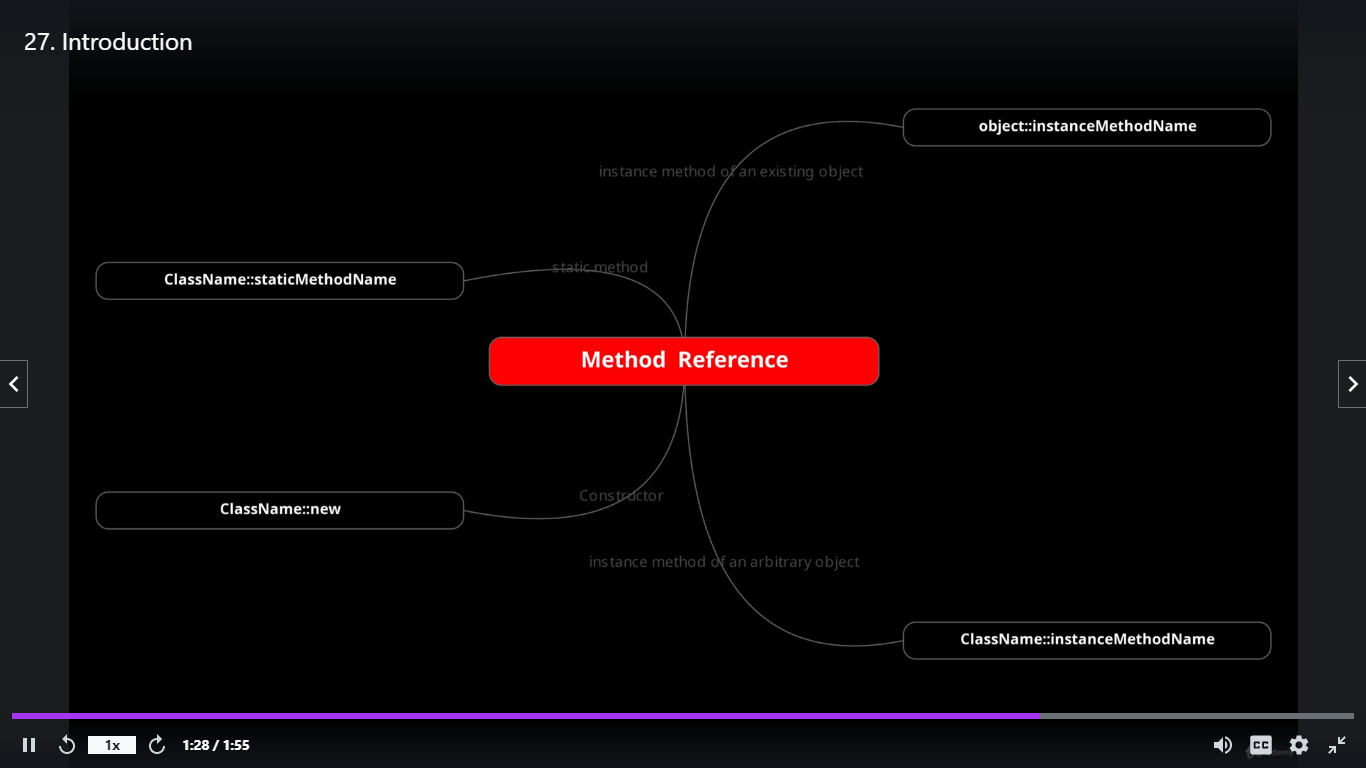 27. Introduction
object::instanceMethodName
instance method of an existing object
static method
ClassName::staticMethodName
Method Reference
ClassName::new
Constructor
instance method of an arbitrary object
ClassName::instanceMethodName
1x
1:28 / 1:55
CC